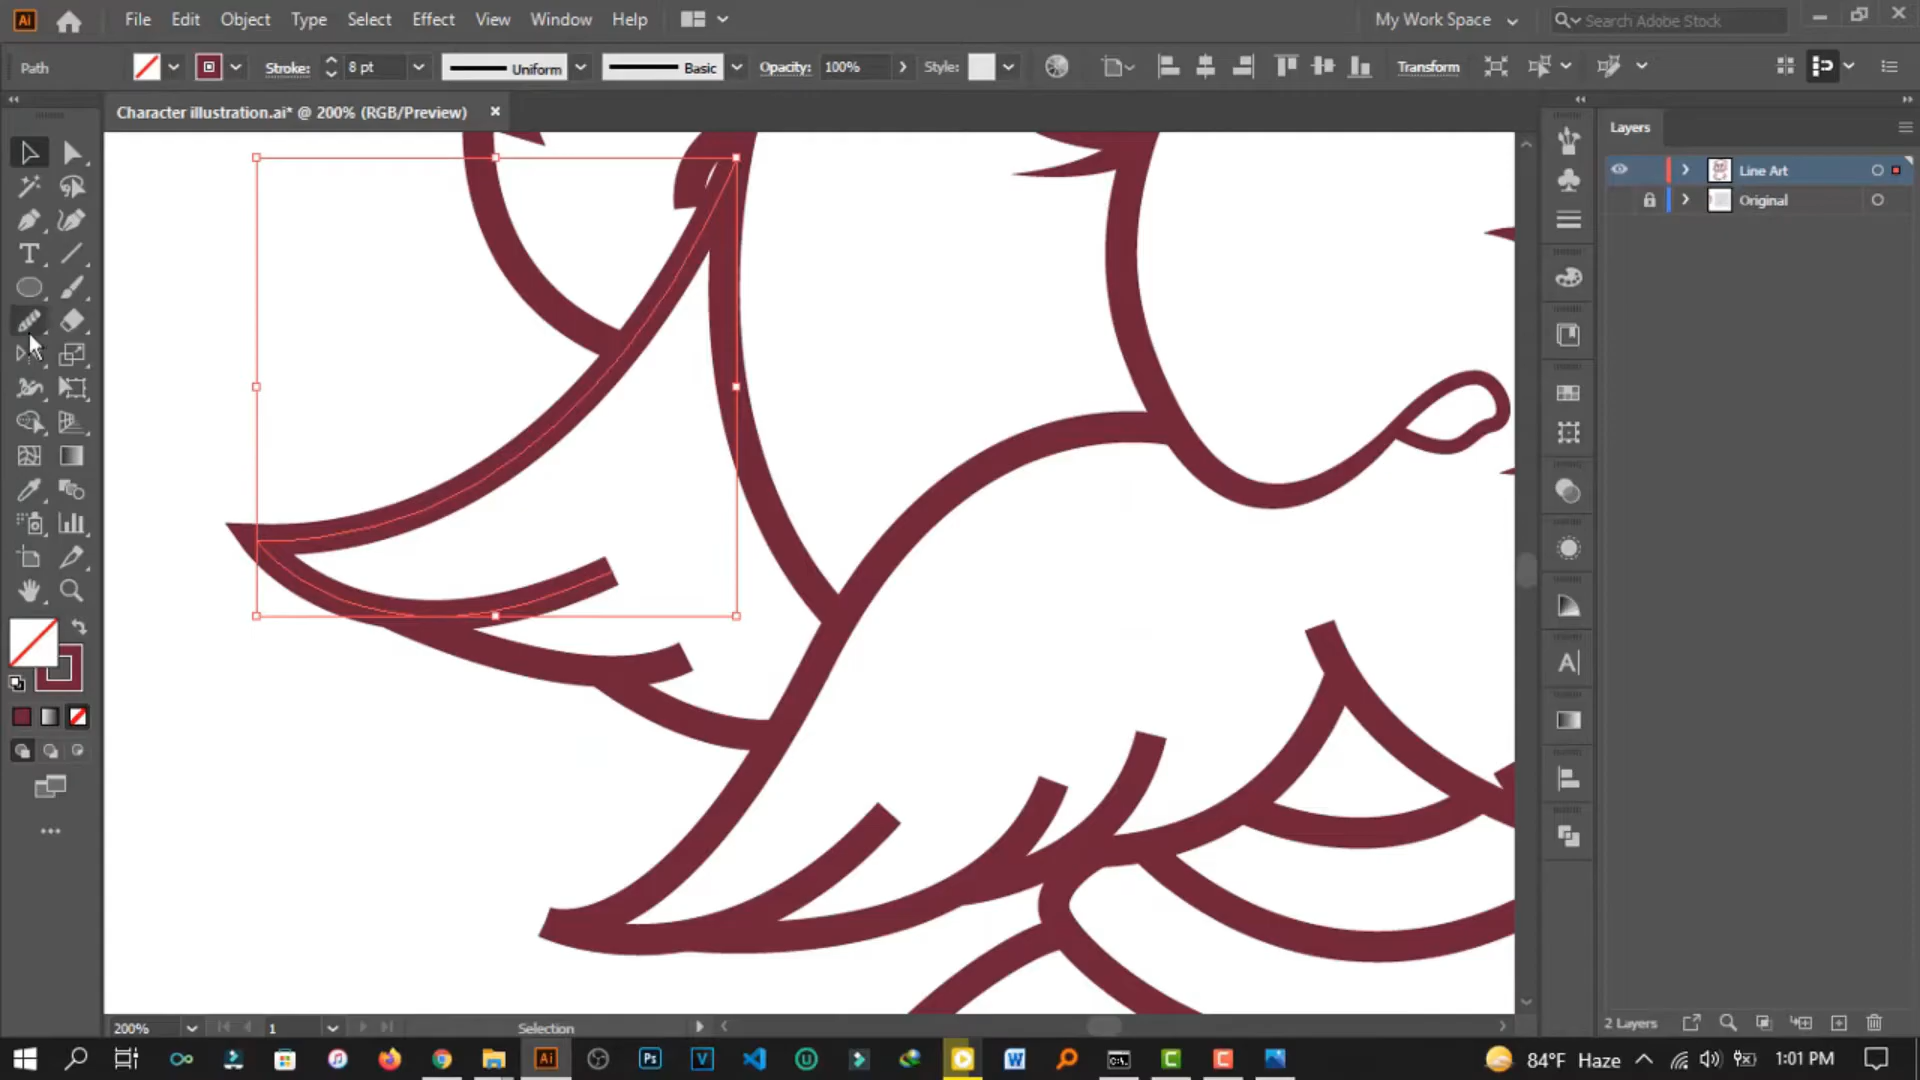 Ai File Edit Object Type Select Effect View Window Help My Work Space Search Adobe Stock
Path Stroke: 8 pt Uniform Basic Opacity: 100% Style: Transform
Character illustration.ai* @ 200% (RGB/Preview)
Layers
Line Art
Original
T
A
200% 1 Selection
2 Layers
Ai Ps V U W C C 84°F Haze 1:01 PM